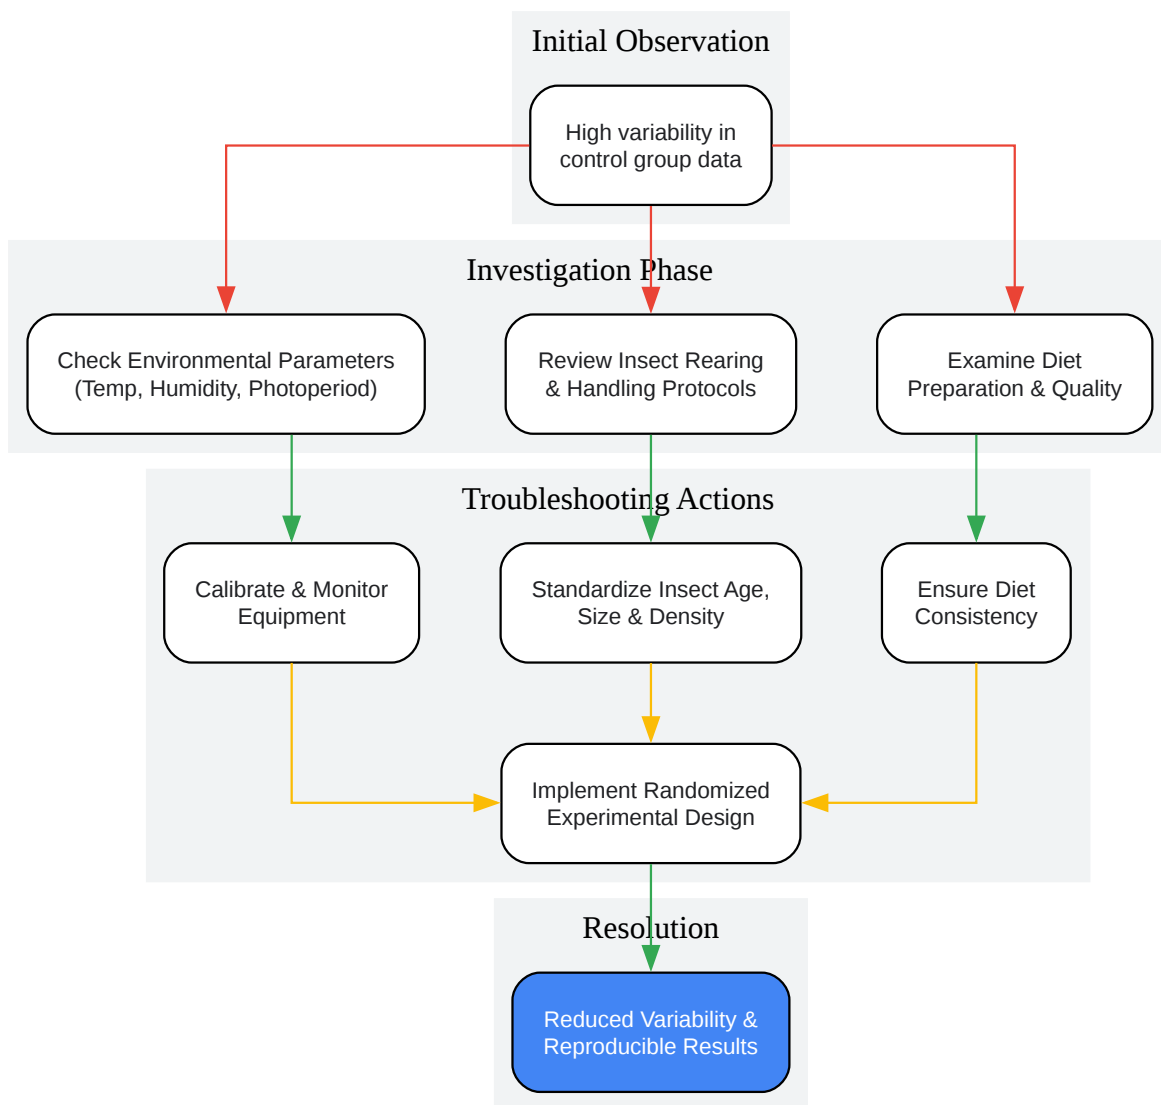 Initial Observation
High variability in
control group data
Investigation Phase
Check Environmental Parameters
(Temp, Humidity, Photoperiod)
Review Insect Rearing
& Handling Protocols
Examine Diet
Preparation & Quality
Troubleshooting Actions
Calibrate & Monitor
Equipment
Standardize Insect Age,
Size & Density
Ensure Diet
Consistency
Implement Randomized
Experimental Design
Resolution
Reduced Variability &
Reproducible Results